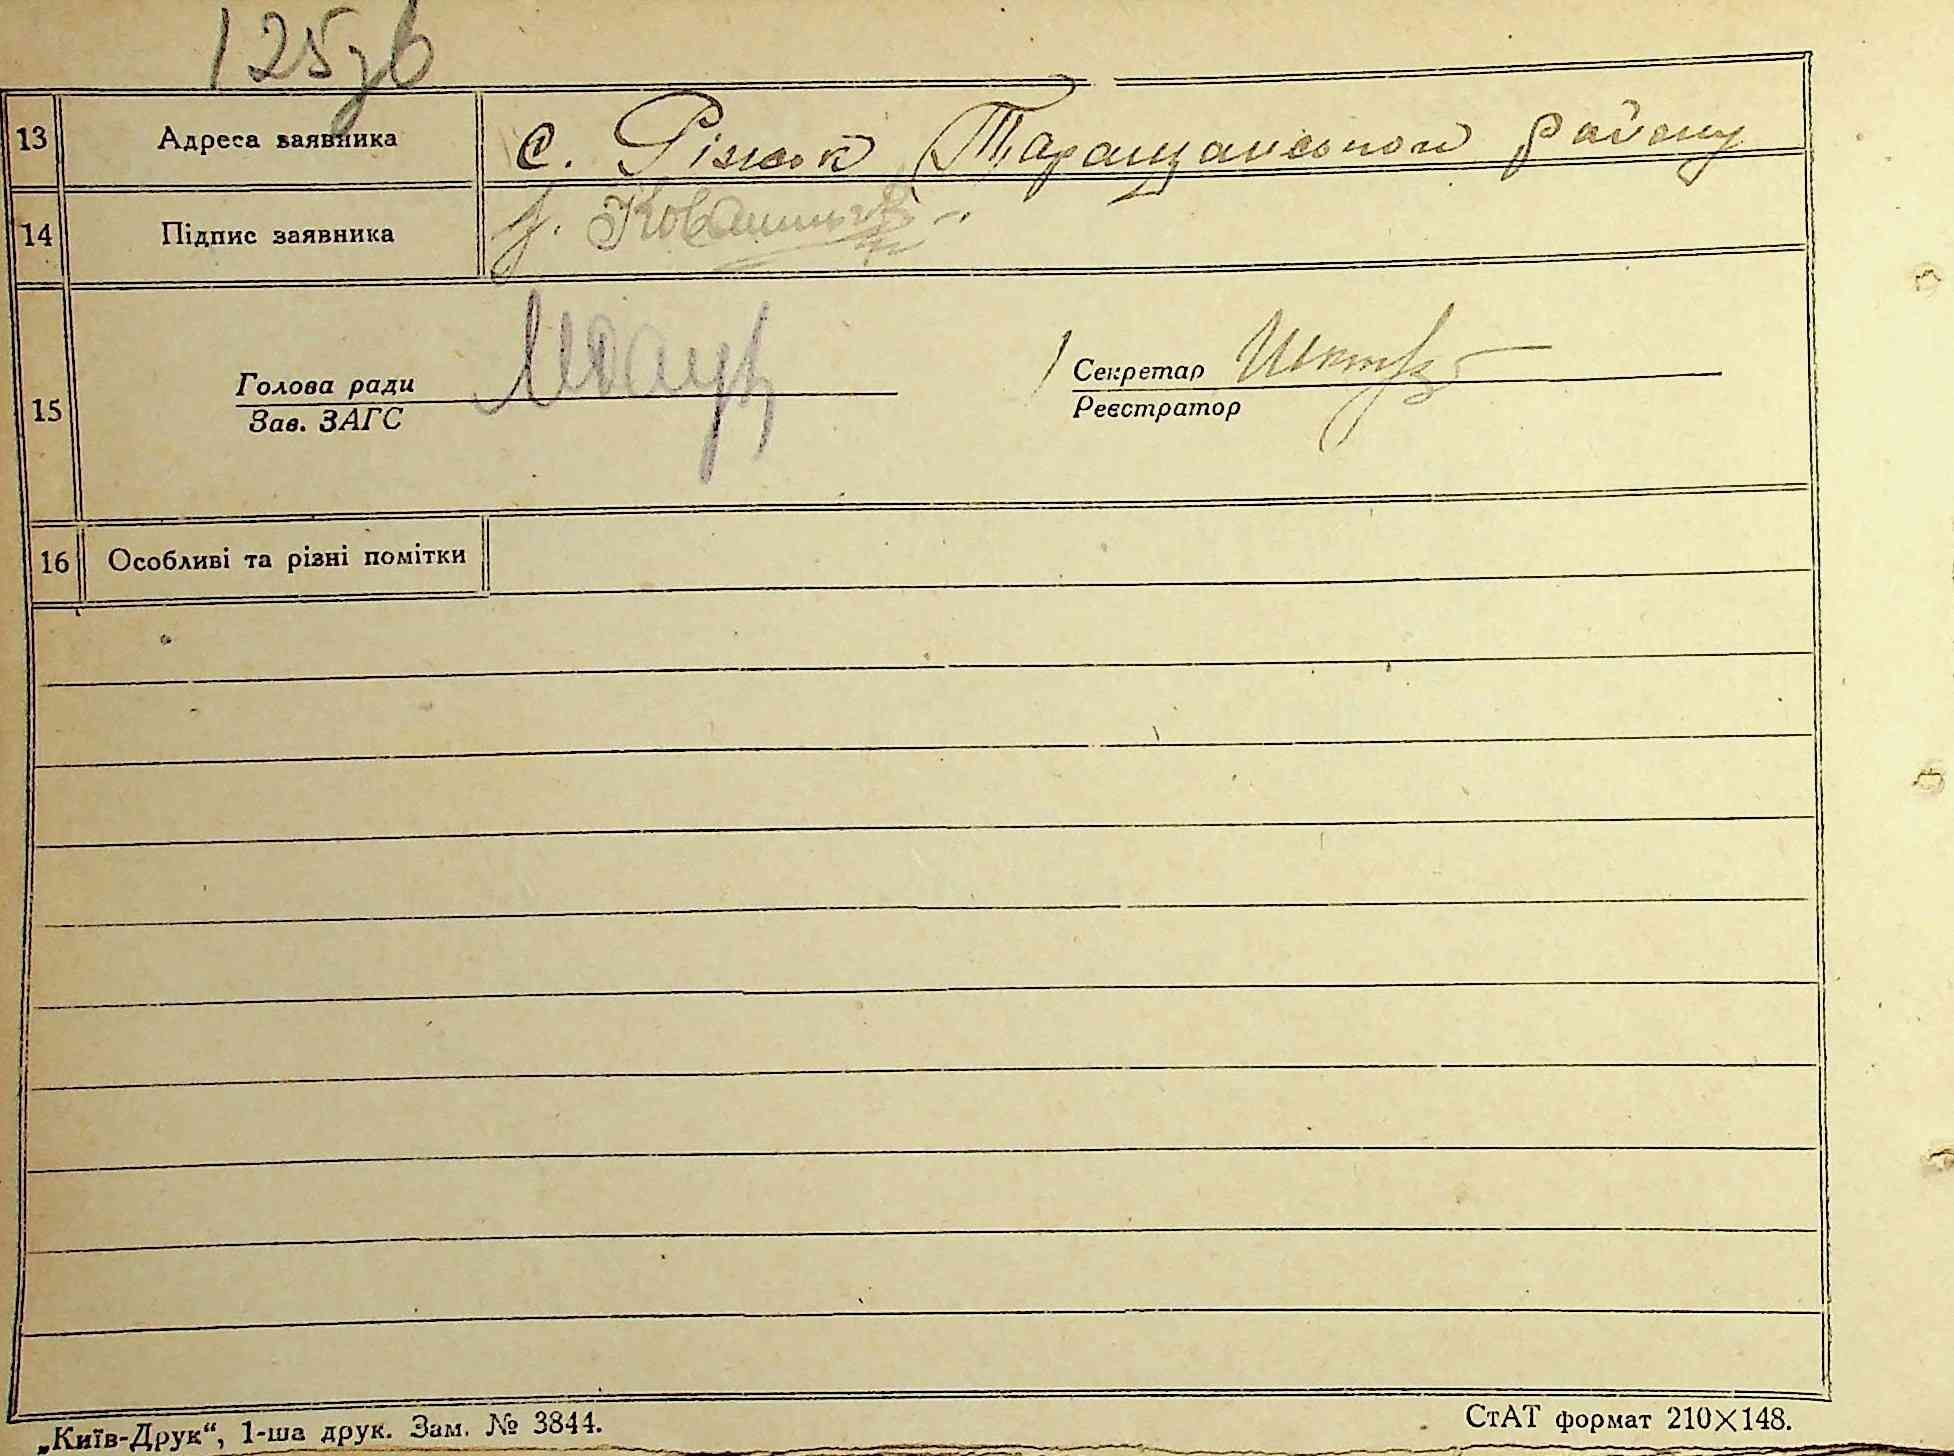 125зв
13 Адреса заявника с. Ріжок Таращанського району
14 Підпис заявника
15 Голова ради
Зав. ЗАГС
Секретар
Реєстратор
16 Особливі та різні помітки
„Київ-Друк“, 1-ша друк. Зам. № 3844.
СтАТ формат 210×148.